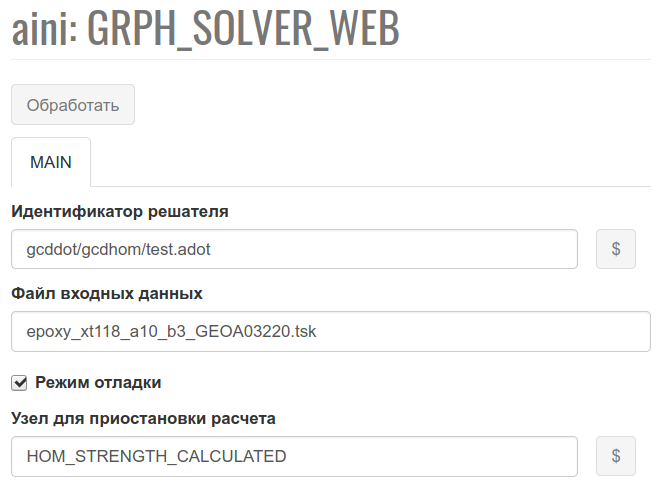 aini: GRPH_SOLVER_WEB
Обработать
MAIN
Идентификатор решателя
gcddot/gcdhom/test.adot $
Файл входных данных
epoxy_xt118_a10_b3_GEOA03220.tsk
Режим отладки
Узел для приостановки расчета
HOM_STRENGTH_CALCULATED $